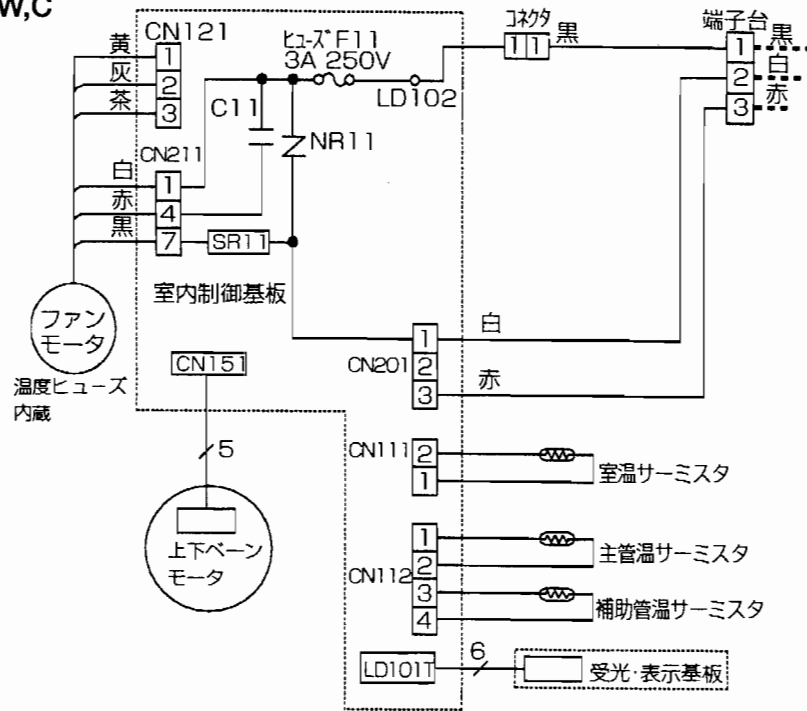 W,C
黄 CN121
1
灰
2
茶
3
ヒューズ F11
3A 250V
LD102
コネクタ
1 1 黒
端子台
1 黒
2 白
3 赤
C11
NR11
CN211
白
1
赤
4
黒
7
SR11
室内制御基板
ファン
モータ
温度ヒューズ
内蔵
CN151
5
上下ベーン
モータ
CN201
1
2
3
白
赤
CN111
2
1
室温サーミスタ
CN112
1
2
3
4
主管温サーミスタ
補助管温サーミスタ
LD101T
6
受光・表示基板